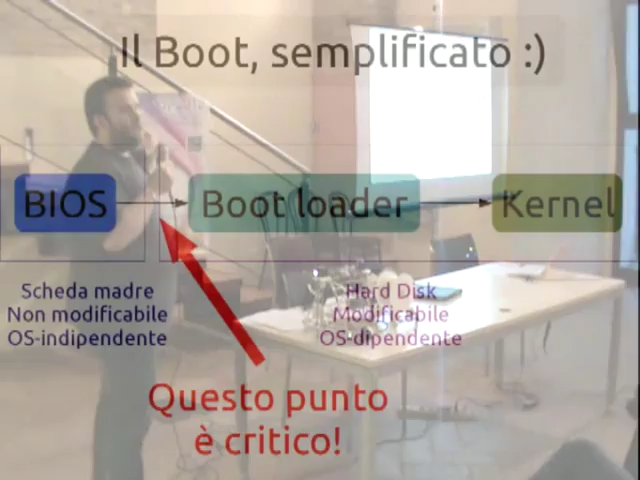 Il Boot, semplificato :)
BIOS
Boot loader
Kernel
Scheda madre
Non modificabile
OS-indipendente
Hard Disk
Modificabile
OS-dipendente
Questo punto
è critico!